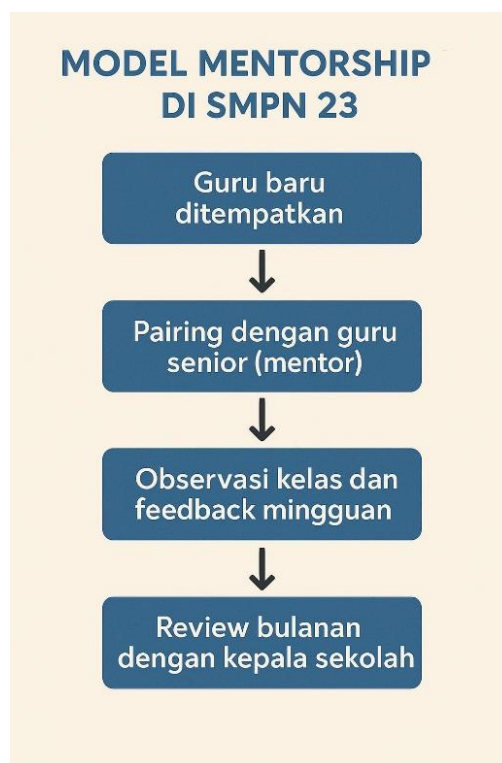 MODEL MENTORSHIP
DI SMPN 23
Guru baru
ditempatkan
Pairing dengan guru
senior (mentor)
Observasi kelas dan
feedback mingguan
Review bulanan
dengan kepala sekolah